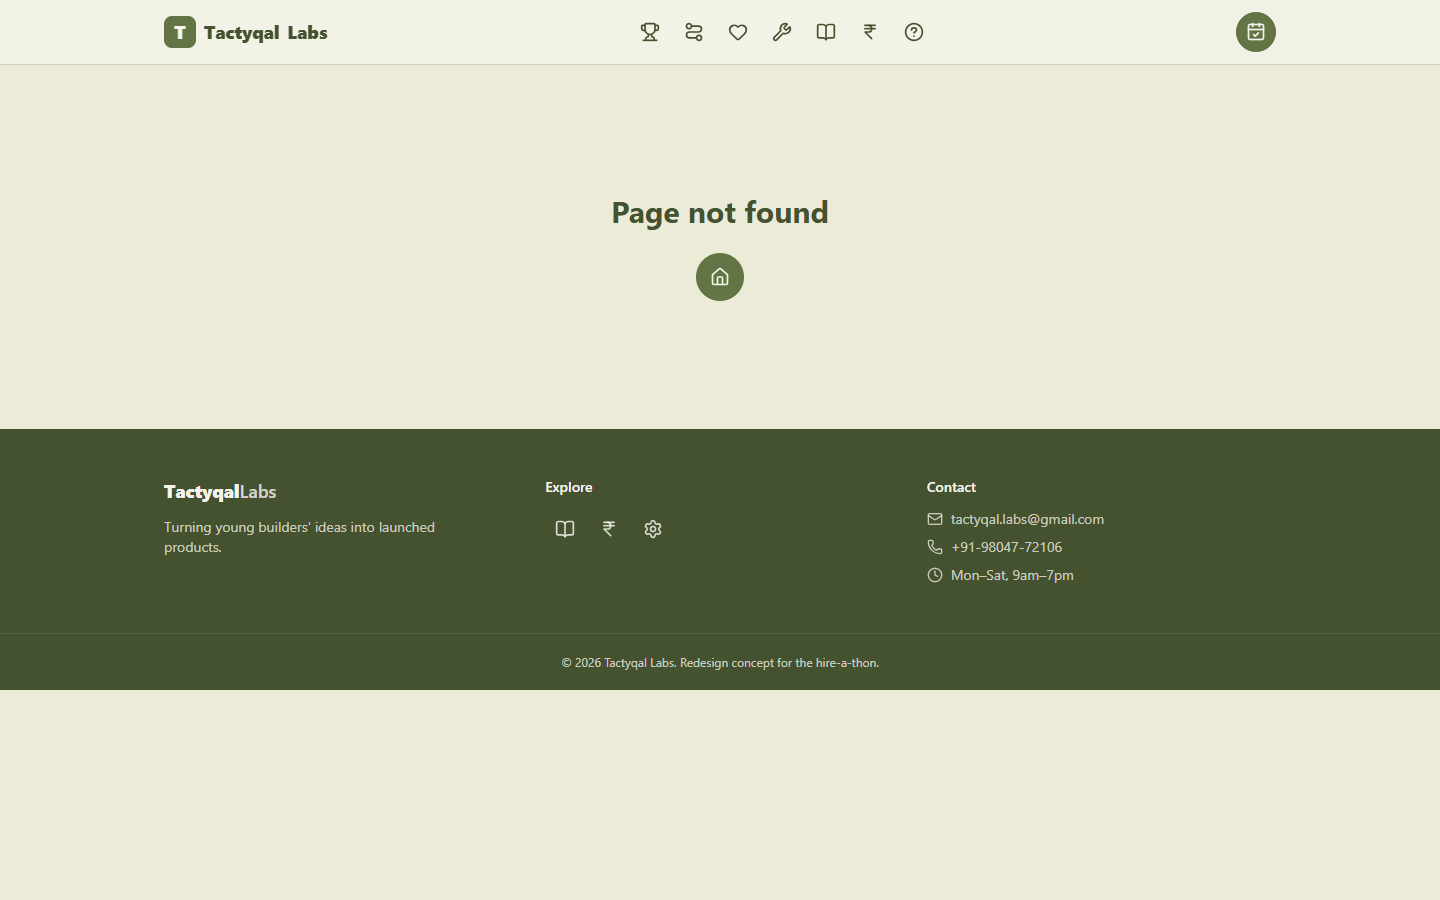 T Tactyqal Labs
₹
Page not found
TactyqalLabs
Turning young builders' ideas into launched
products.
Explore
₹
Contact
tactyqal.labs@gmail.com
+91-98047-72106
Mon–Sat, 9am–7pm
© 2026 Tactyqal Labs. Redesign concept for the hire-a-thon.